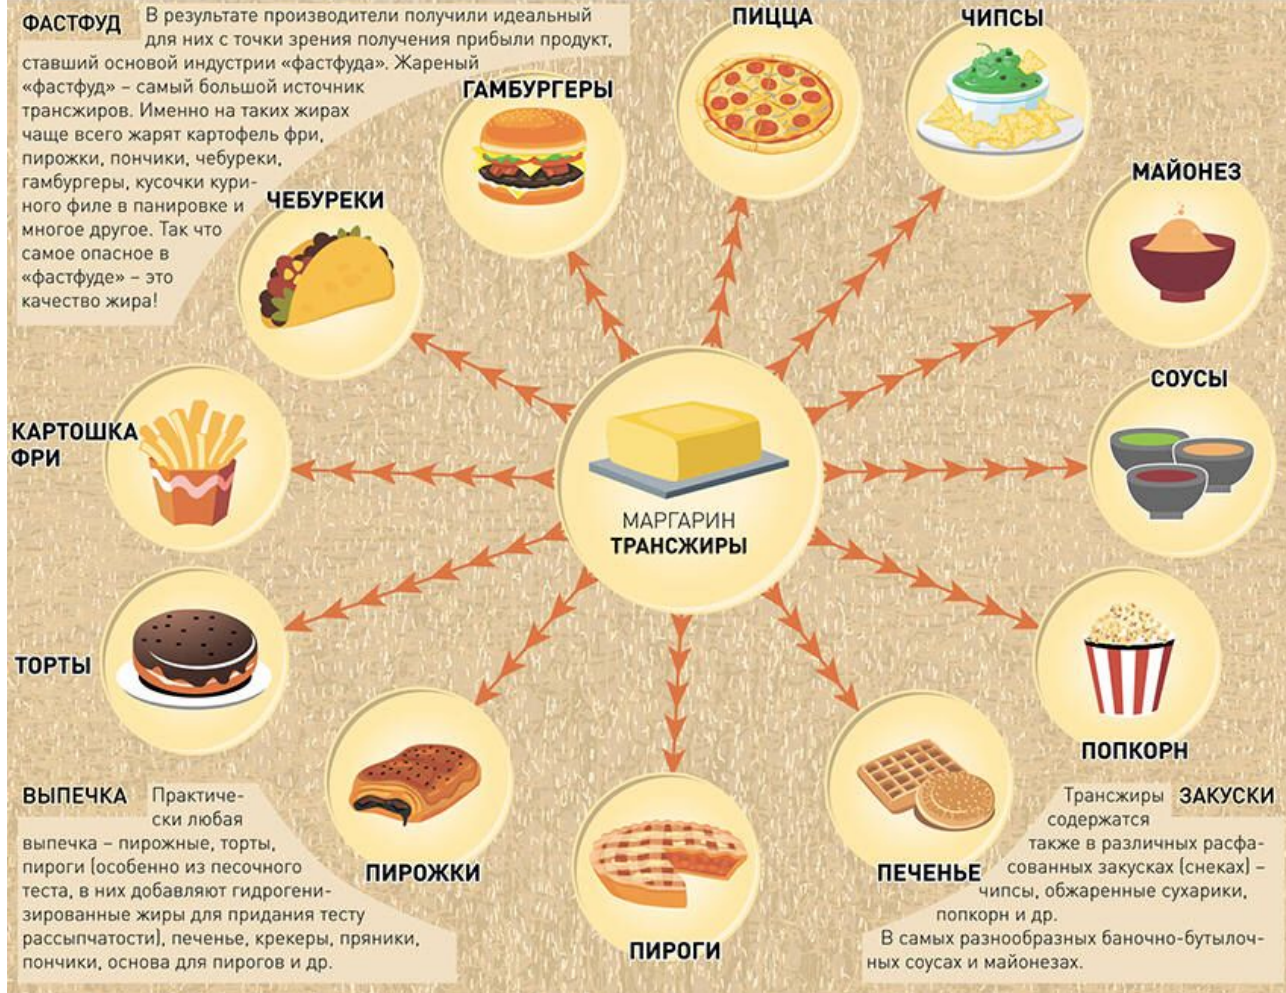 ФАСТФУД
В результате производители получили идеальный
для них с точки зрения получения прибыли продукт,
ставший основой индустрии «фастфуда». Жареный
«фастфуд» – самый большой источник
трансжиров. Именно на таких жирах
чаще всего жарят картофель фри,
пирожки, пончики, чебуреки,
гамбургеры, кусочки кури-
ного филе в панировке и
многое другое. Так что
самое опасное в
«фастфуде» – это
качество жира!
ГАМБУРГЕРЫ
ПИЦЦА
ЧИПСЫ
МАЙОНЕЗ
ЧЕБУРЕКИ
СОУСЫ
КАРТОШКА
ФРИ
МАРГАРИН
ТРАНСЖИРЫ
ТОРТЫ
ПОПКОРН
ПИРОЖКИ
ПЕЧЕНЬЕ
ПИРОГИ
ВЫПЕЧКА
Практиче-
ски любая
выпечка – пирожные, торты,
пироги (особенно из песочного
теста, в них добавляют гидрогени-
зированные жиры для придания тесту
рассыпчатости), печенье, крекеры, пряники,
пончики, основа для пирогов и др.
Трансжиры ЗАКУСКИ
содержатся
также в различных расфа-
сованных закусках (снеках) –
чипсы, обжаренные сухарики,
попкорн и др.
В самых разнообразных баночно-бутылоч-
ных соусах и майонезах.